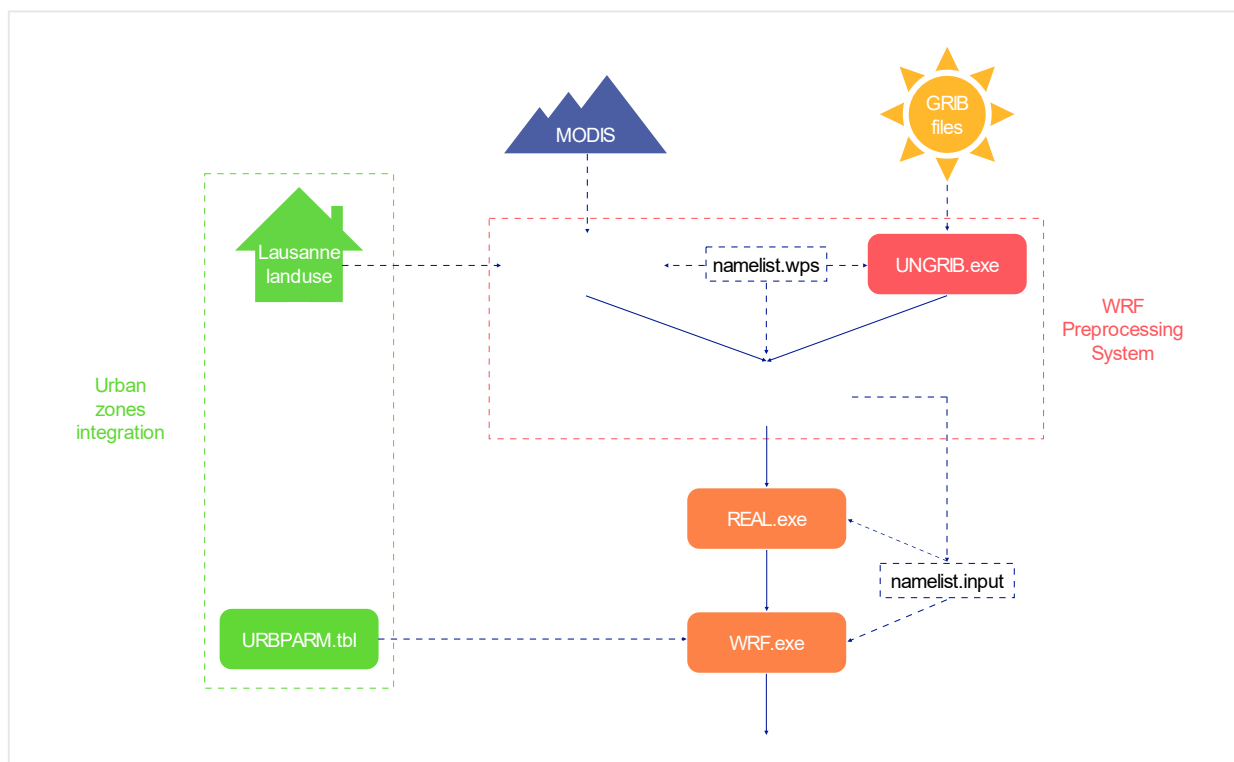 MODIS
GRIB
files
Lausanne
landuse
namelist.wps
UNGRIB.exe
WRF
Preprocessing
System
Urban
zones
integration
REAL.exe
namelist.input
URBPARM.tbl
WRF.exe